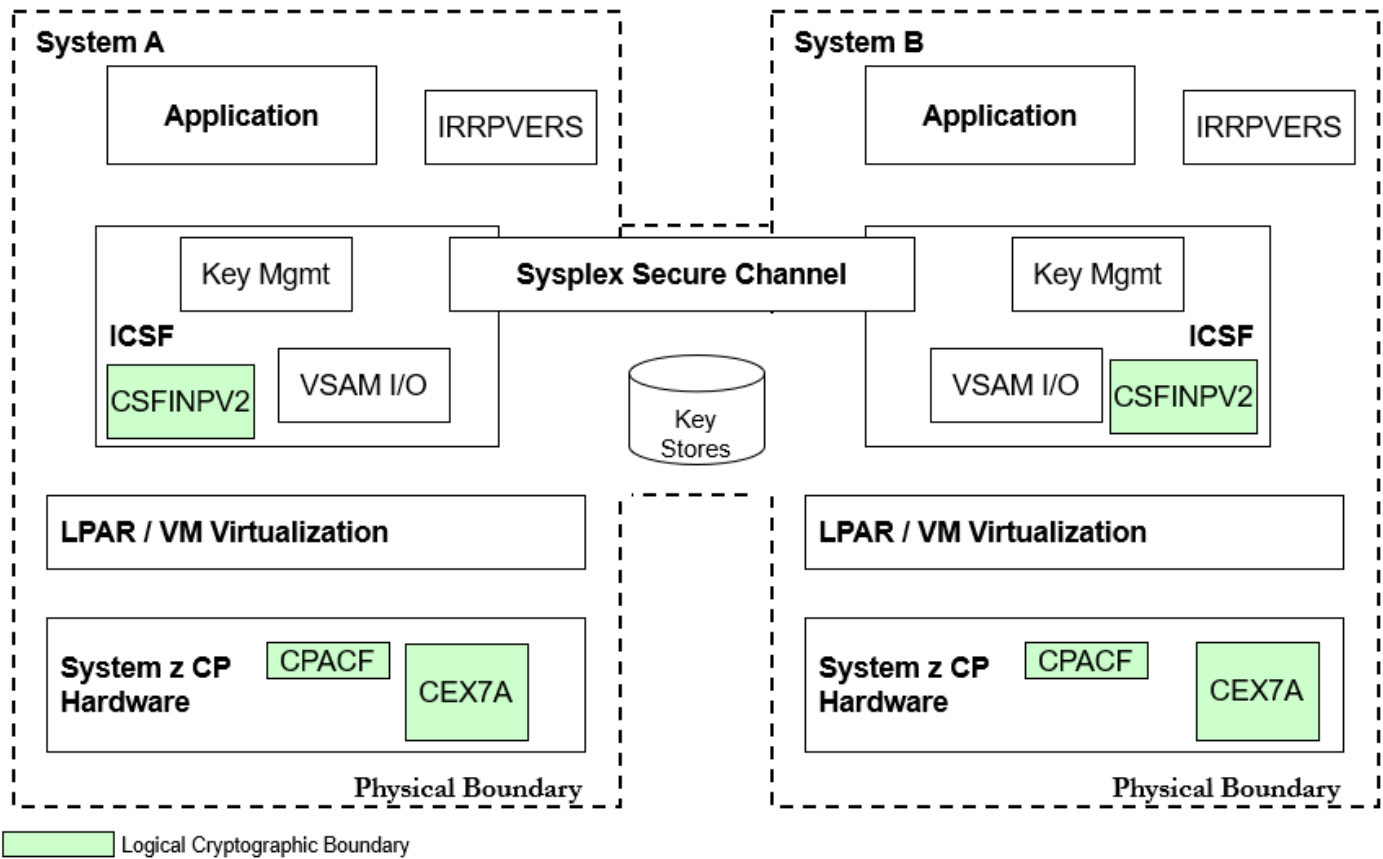 System A
Application
IRRPVERS
Key Mgmt
ICSF
CSFINPV2
VSAM I/O
LPAR / VM Virtualization
System z CP
Hardware
CPACF
CEX7A
Physical Boundary
Sysplex Secure Channel
Key
Stores
System B
Application
IRRPVERS
Key Mgmt
ICSF
VSAM I/O
CSFINPV2
LPAR / VM Virtualization
System z CP
Hardware
CPACF
CEX7A
Physical Boundary
Logical Cryptographic Boundary